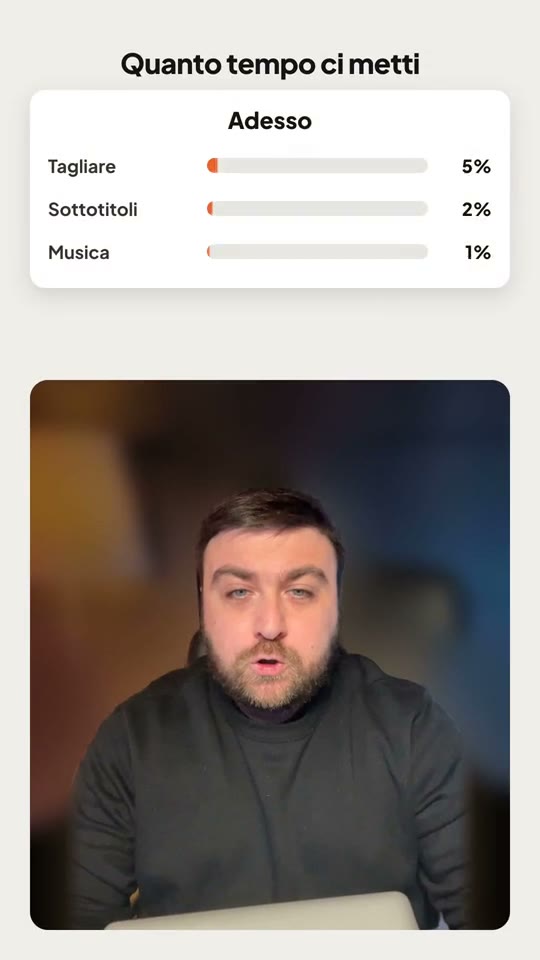 Quanto tempo ci metti
Adesso
Tagliare 5%
Sottotitoli 2%
Musica 1%